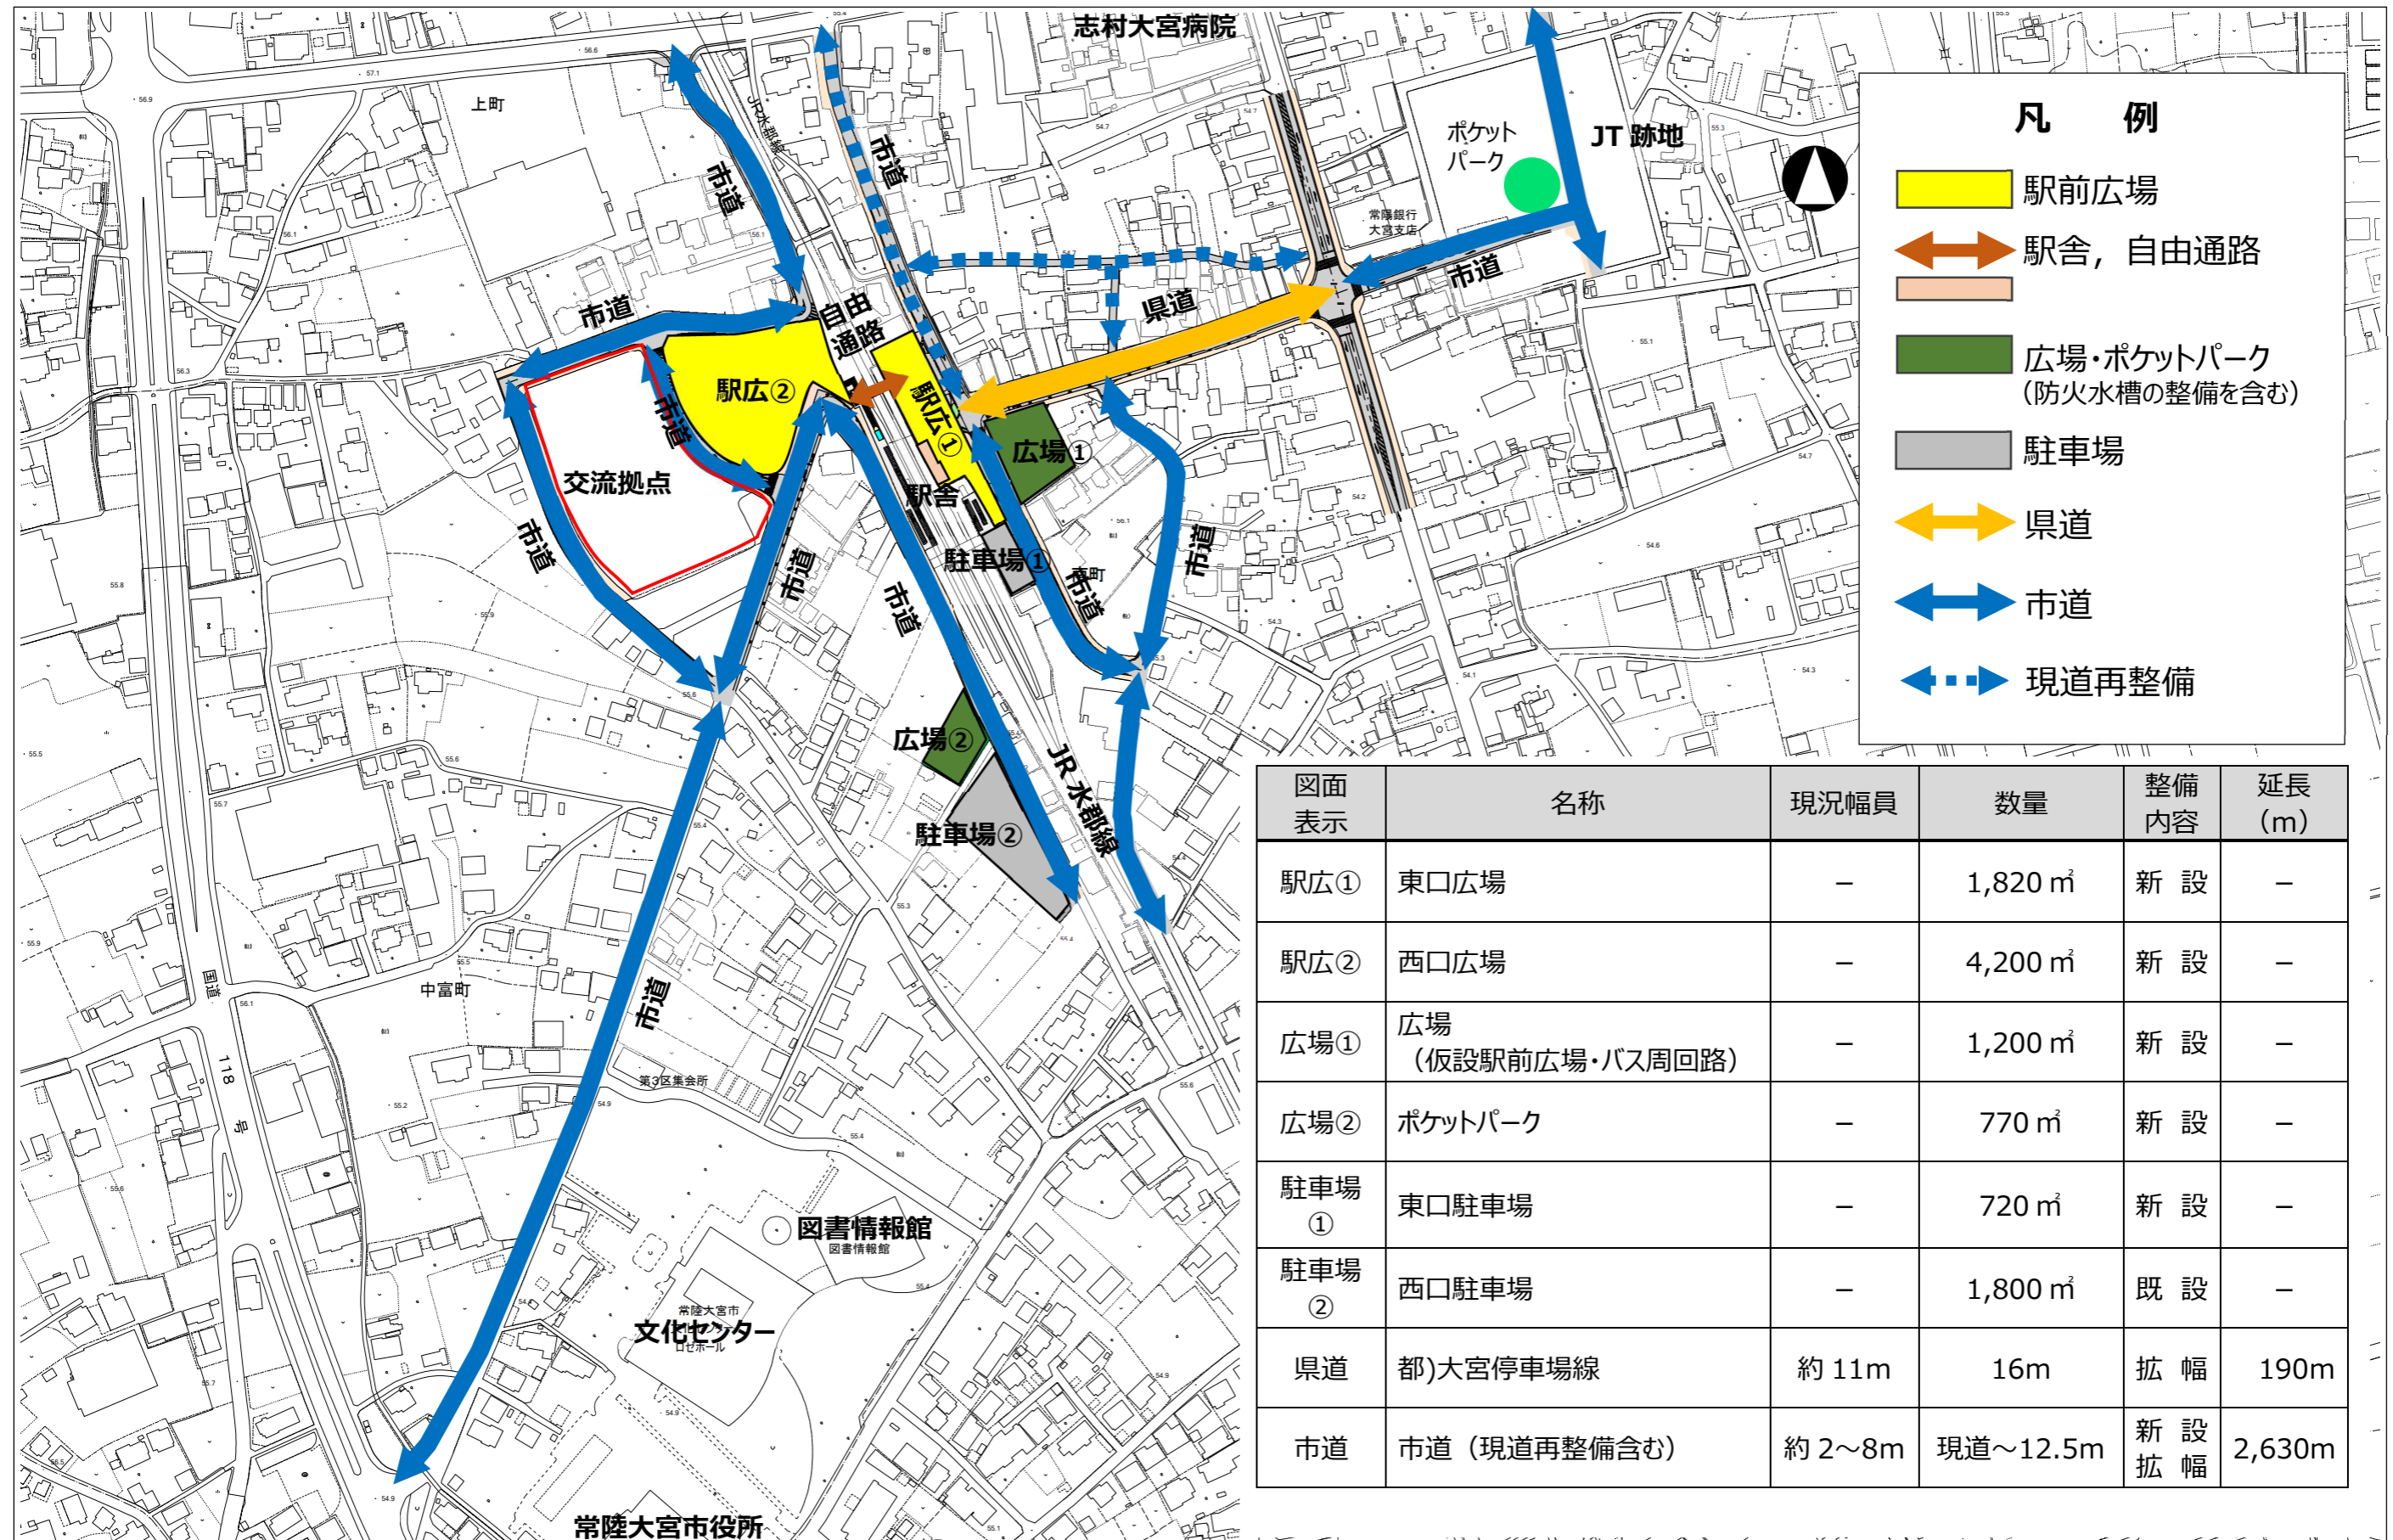 志村大宮病院
上町
JR水郡線
市道
市道
ポケット
パーク
JT 跡地
常陽銀行
大宮支店
市道
県道
市道
自由
通路
駅広②
駅広①
市道
広場①
交流拠点
駅舎
市道
駐車場①
南町
市道
市道
市道
市道
広場②
JR 水郡線
駐車場②
市道
国道
118
号
中富町
第3区集会所
図書情報館
図書情報館
常陸大宮市
文化センター
ロゼホール
常陸大宮市役所
凡 例
駅前広場
駅舎，自由通路
広場・ポケットパーク
（防火水槽の整備を含む）
駐車場
県道
市道
現道再整備
図面表示 名称 現況幅員 数量 整備内容 延長（m）
駅広① 東口広場 － 1,820 ㎡ 新 設 －
駅広② 西口広場 － 4,200 ㎡ 新 設 －
広場① 広場（仮設駅前広場・バス周回路） － 1,200 ㎡ 新 設 －
広場② ポケットパーク － 770 ㎡ 新 設 －
駐車場① 東口駐車場 － 720 ㎡ 新 設 －
駐車場② 西口駐車場 － 1,800 ㎡ 既 設 －
県道 都)大宮停車場線 約 11m 16m 拡 幅 190m
市道 市道（現道再整備含む） 約 2～8m 現道～12.5m 新 設 拡 幅 2,630m